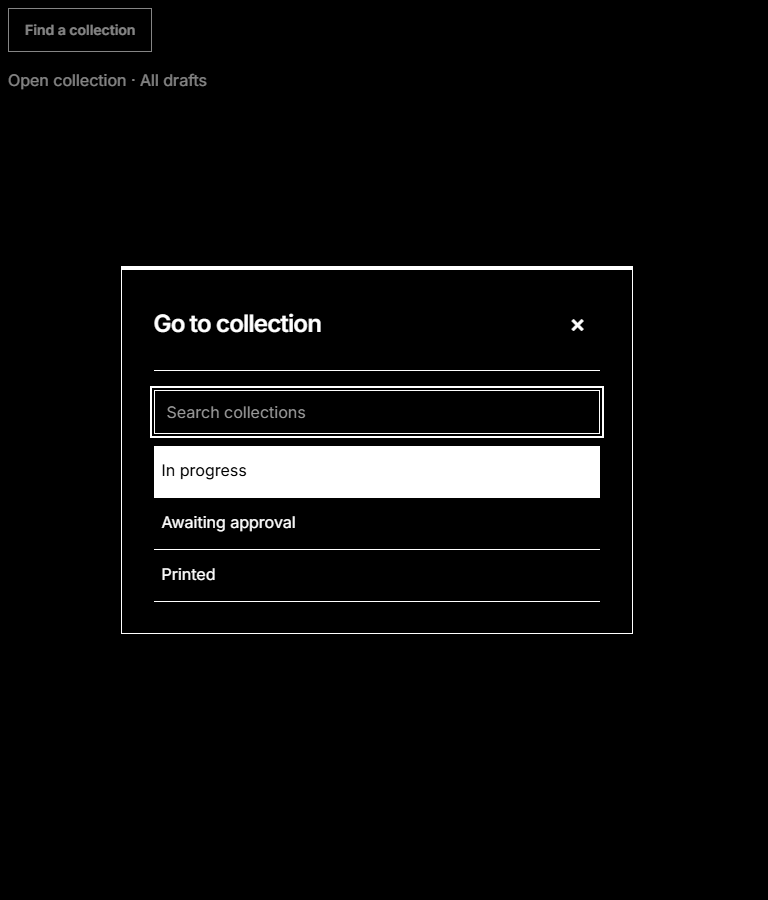 Find a collection
Open collection · All drafts
Go to collection ×
Search collections
In progress
Awaiting approval
Printed